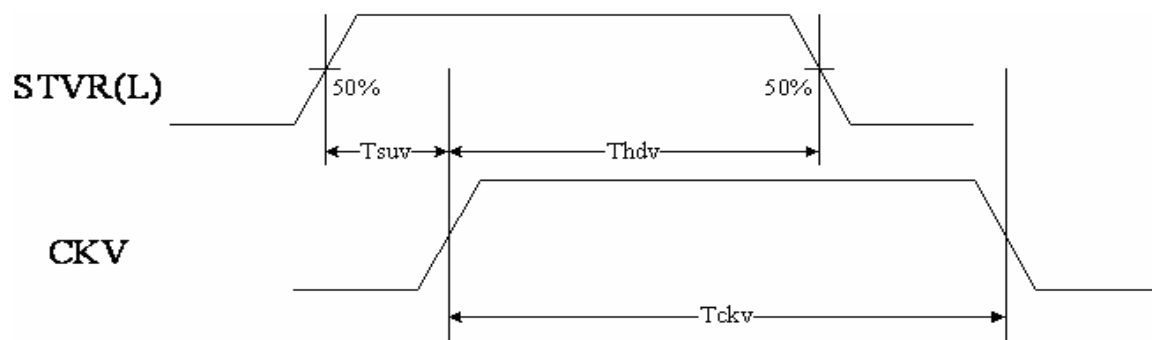 STVR(L)
50%
50%
Tsuv
Thdv
CKV
Tckv